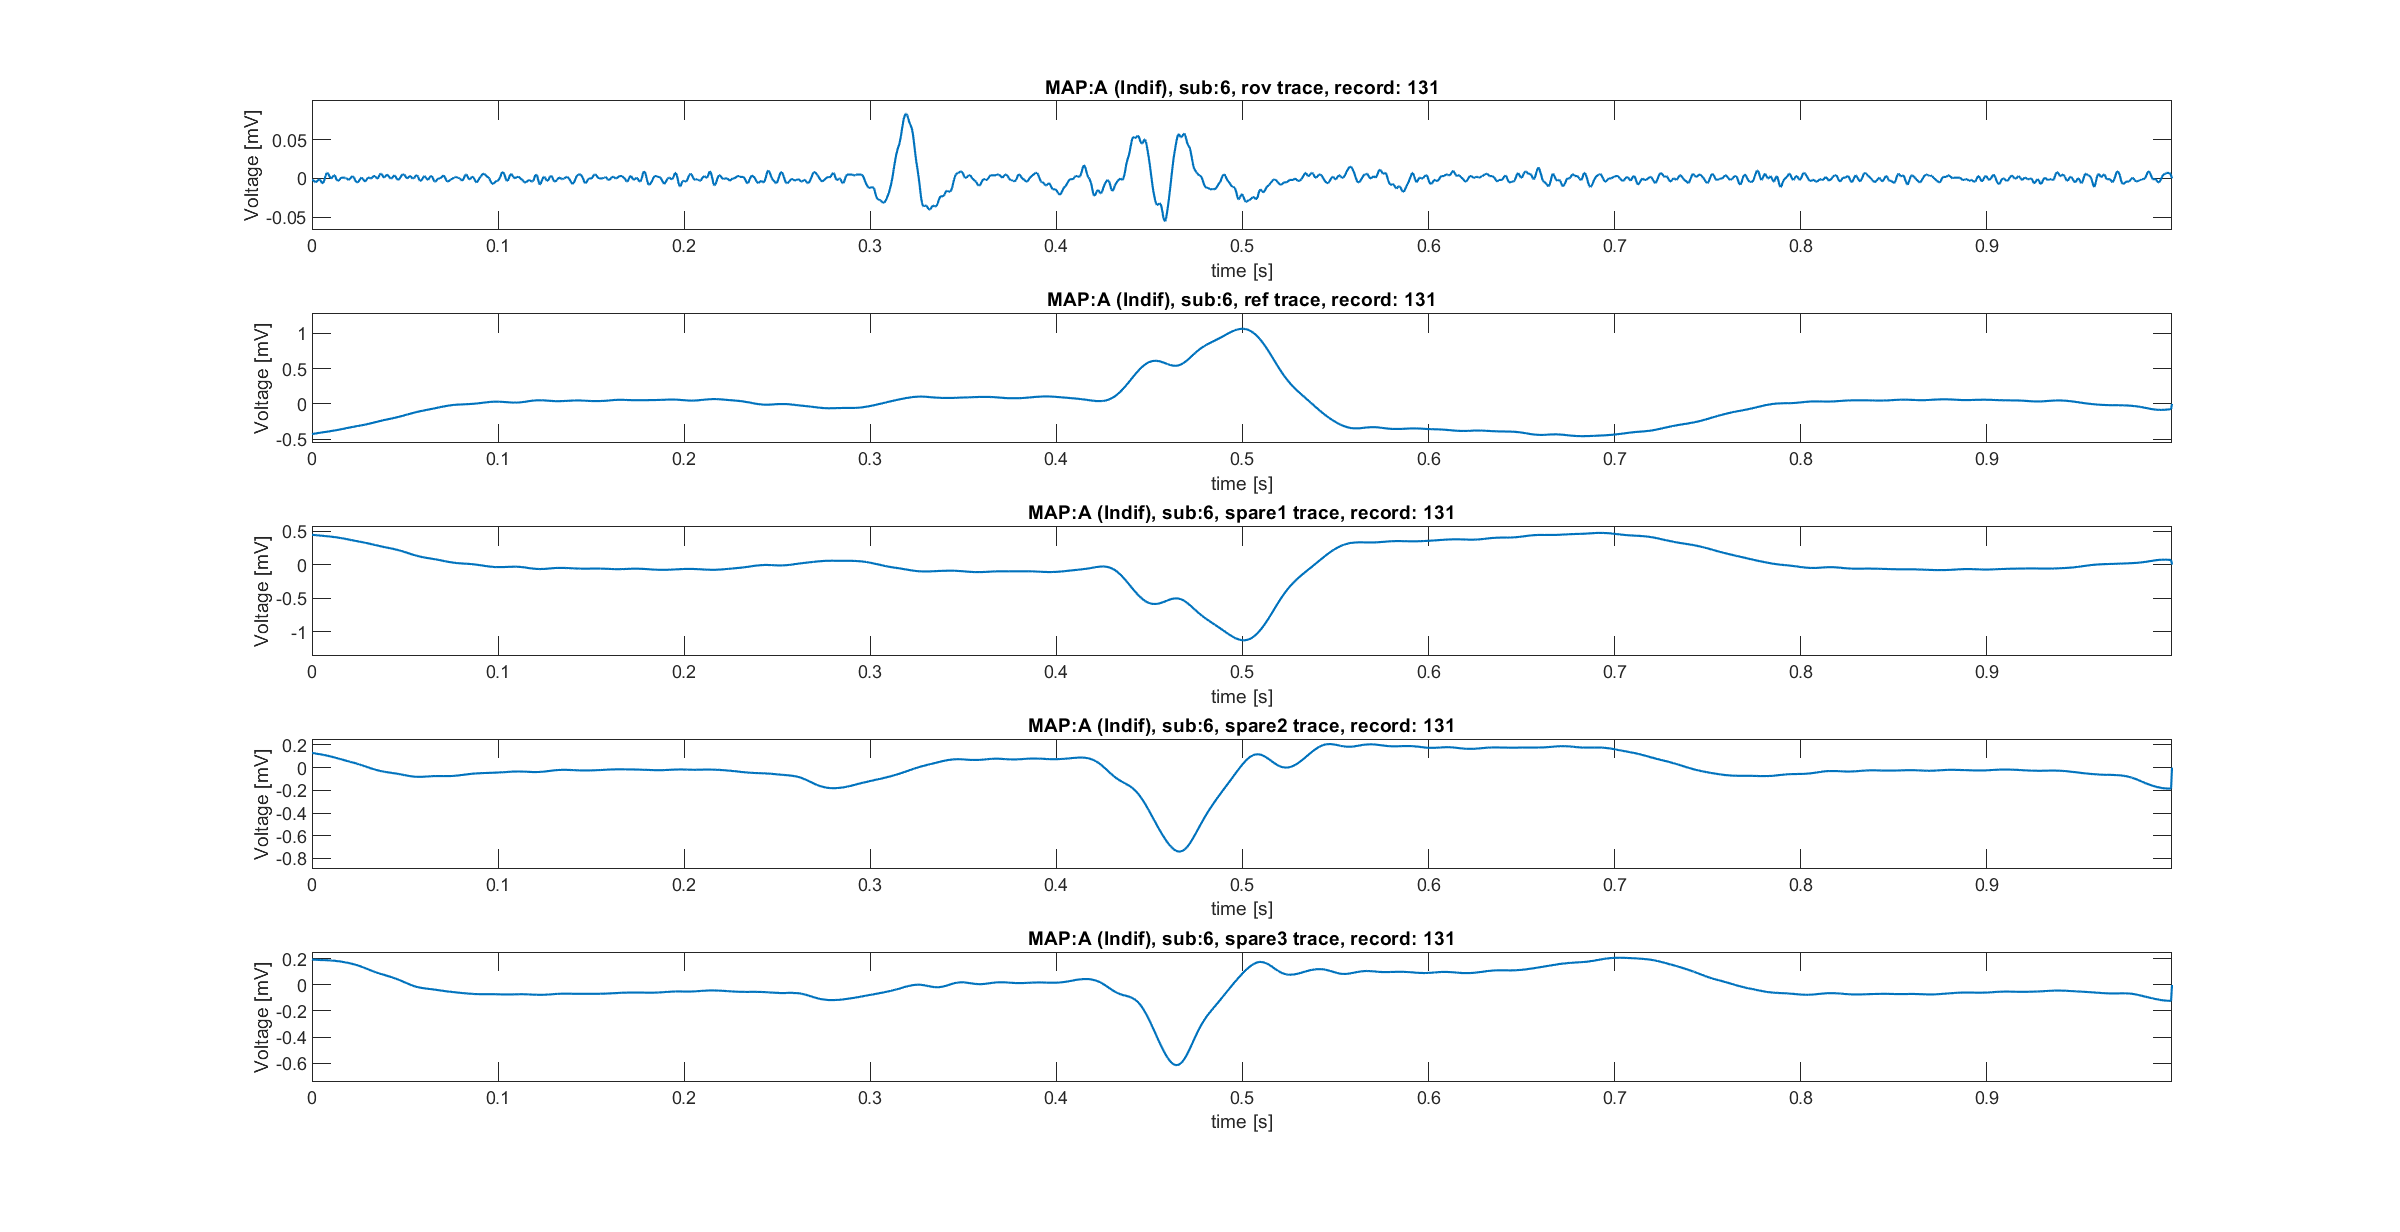 MAP:A (Indif), sub:6, rov trace, record: 131
Voltage [mV]
0.05
0
-0.05
0 0.1 0.2 0.3 0.4 0.5 0.6 0.7 0.8 0.9
time [s]
MAP:A (Indif), sub:6, ref trace, record: 131
Voltage [mV]
1
0.5
0
-0.5
0 0.1 0.2 0.3 0.4 0.5 0.6 0.7 0.8 0.9
time [s]
MAP:A (Indif), sub:6, spare1 trace, record: 131
Voltage [mV]
0.5
0
-0.5
-1
0 0.1 0.2 0.3 0.4 0.5 0.6 0.7 0.8 0.9
time [s]
MAP:A (Indif), sub:6, spare2 trace, record: 131
Voltage [mV]
0.2
0
-0.2
-0.4
-0.6
-0.8
0 0.1 0.2 0.3 0.4 0.5 0.6 0.7 0.8 0.9
time [s]
MAP:A (Indif), sub:6, spare3 trace, record: 131
Voltage [mV]
0.2
0
-0.2
-0.4
-0.6
0 0.1 0.2 0.3 0.4 0.5 0.6 0.7 0.8 0.9
time [s]